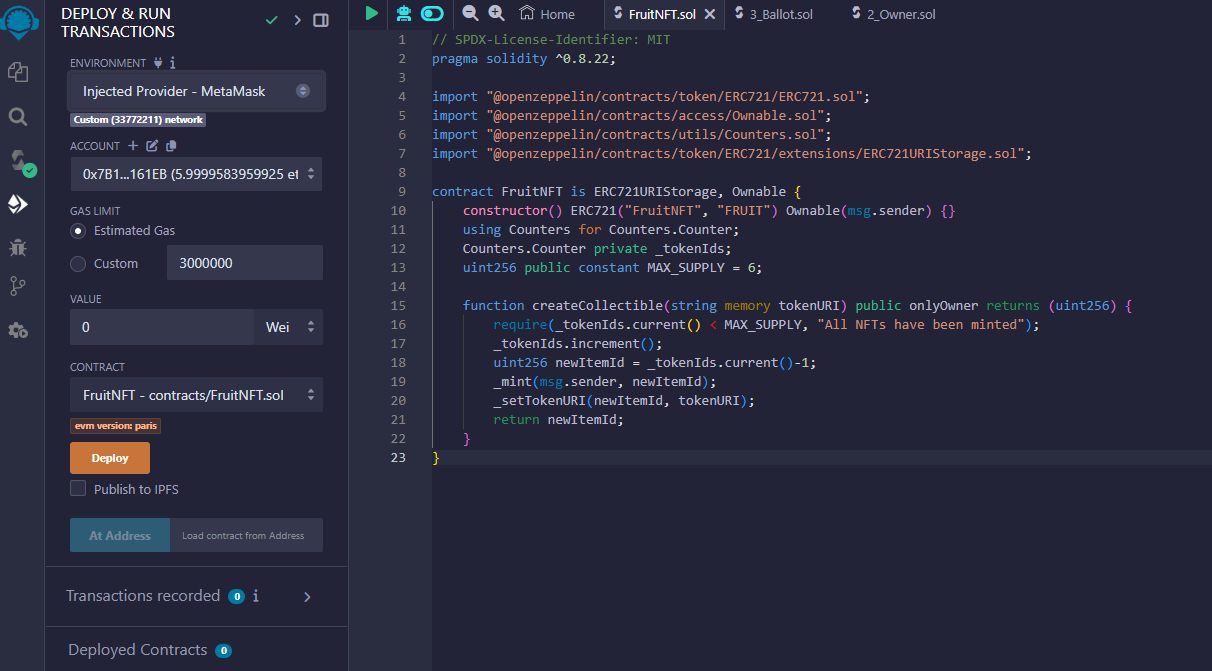 DEPLOY & RUN
TRANSACTIONS
ENVIRONMENT
Injected Provider - MetaMask
Custom (33772211) network
ACCOUNT
0x7B1...161EB (5.9999583959925 et
GAS LIMIT
Estimated Gas
Custom
3000000
VALUE
0
Wei
CONTRACT
FruitNFT - contracts/FruitNFT.sol
evm version: paris
Deploy
Publish to IPFS
At Address
Load contract from Address
Transactions recorded 0
Deployed Contracts 0
Home
FruitNFT.sol
3_Ballot.sol
2_Owner.sol
1 // SPDX-License-Identifier: MIT
2 pragma solidity ^0.8.22;
3
4 import "@openzeppelin/contracts/token/ERC721/ERC721.sol";
5 import "@openzeppelin/contracts/access/Ownable.sol";
6 import "@openzeppelin/contracts/utils/Counters.sol";
7 import "@openzeppelin/contracts/token/ERC721/extensions/ERC721URIStorage.sol";
8
9 contract FruitNFT is ERC721URIStorage, Ownable {
10 constructor() ERC721("FruitNFT", "FRUIT") Ownable(msg.sender) {}
11 using Counters for Counters.Counter;
12 Counters.Counter private _tokenIds;
13 uint256 public constant MAX_SUPPLY = 6;
14
15 function createCollectible(string memory tokenURI) public onlyOwner returns (uint256) {
16 require(_tokenIds.current() < MAX_SUPPLY, "All NFTs have been minted");
17 _tokenIds.increment();
18 uint256 newItemId = _tokenIds.current()-1;
19 _mint(msg.sender, newItemId);
20 _setTokenURI(newItemId, tokenURI);
21 return newItemId;
22 }
23 }